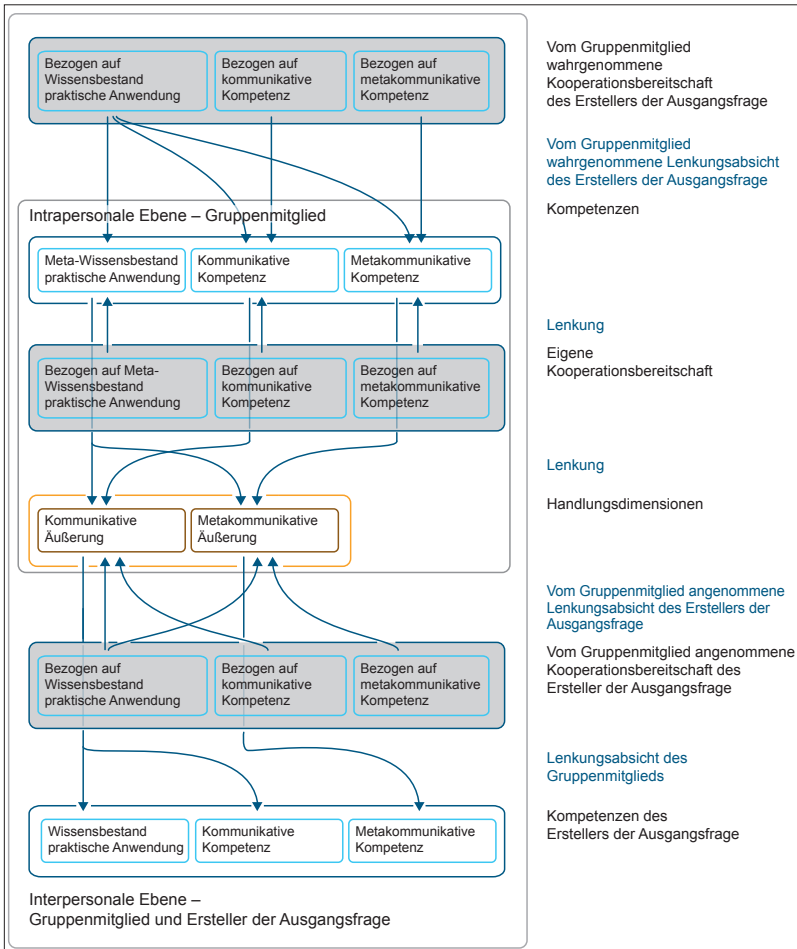 Bezogen auf
Wissensbestand
praktische Anwendung
Bezogen auf
kommunikative
Kompetenz
Bezogen auf
metakommunikative
Kompetenz
Vom Gruppenmitglied
wahrgenommene
Kooperationsbereitschaft
des Erstellers der Ausgangsfrage
Vom Gruppenmitglied
wahrgenommene Lenkungsabsicht
des Erstellers der Ausgangsfrage
Intrapersonale Ebene – Gruppenmitglied
Kompetenzen
Meta-Wissensbestand
praktische Anwendung
Kommunikative
Kompetenz
Metakommunikative
Kompetenz
Lenkung
Bezogen auf Meta-
Wissensbestand
praktische Anwendung
Bezogen auf
kommunikative
Kompetenz
Bezogen auf
metakommunikative
Kompetenz
Eigene
Kooperationsbereitschaft
Lenkung
Kommunikative
Äußerung
Metakommunikative
Äußerung
Handlungsdimensionen
Vom Gruppenmitglied angenommene
Lenkungsabsicht des Erstellers der
Ausgangsfrage
Bezogen auf
Wissensbestand
praktische Anwendung
Bezogen auf
kommunikative
Kompetenz
Bezogen auf
metakommunikative
Kompetenz
Vom Gruppenmitglied angenommene
Kooperationsbereitschaft des
Ersteller der Ausgangsfrage
Lenkungsabsicht des
Gruppenmitglieds
Wissensbestand
praktische Anwendung
Kommunikative
Kompetenz
Metakommunikative
Kompetenz
Kompetenzen des
Erstellers der Ausgangsfrage
Interpersonale Ebene –
Gruppenmitglied und Ersteller der Ausgangsfrage